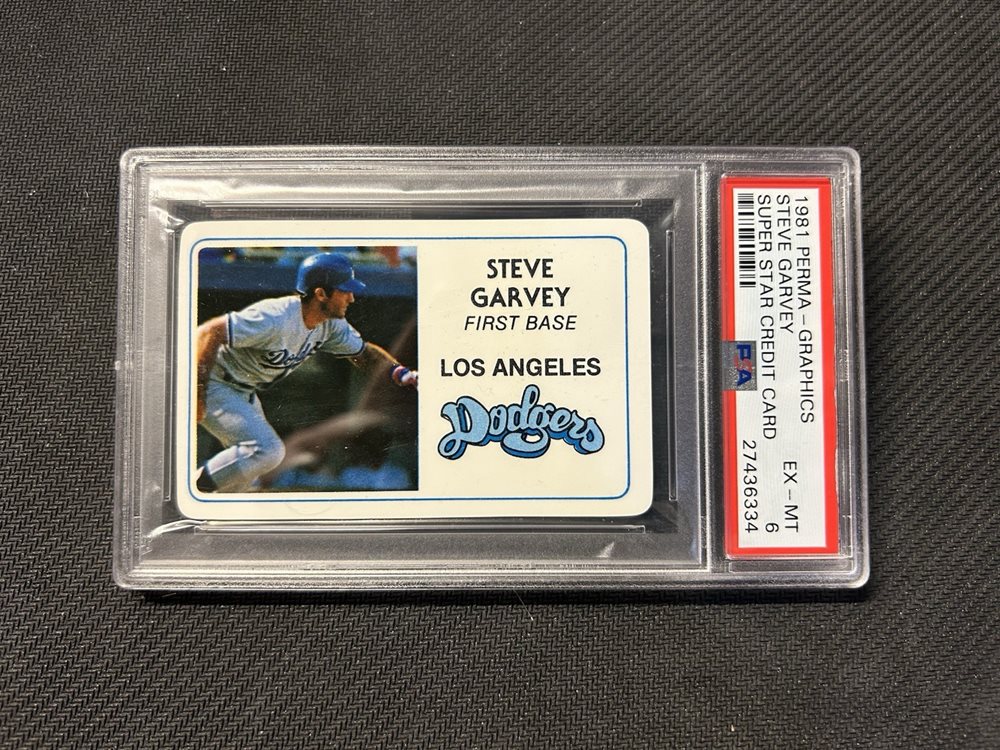 STEVE
GARVEY
FIRST BASE
LOS ANGELES
Dodgers
Dodgers
1981 PERMA-GRAPHICS
STEVE GARVEY EX-MT
SUPER STAR CREDIT CARD 6
27436334
PSA